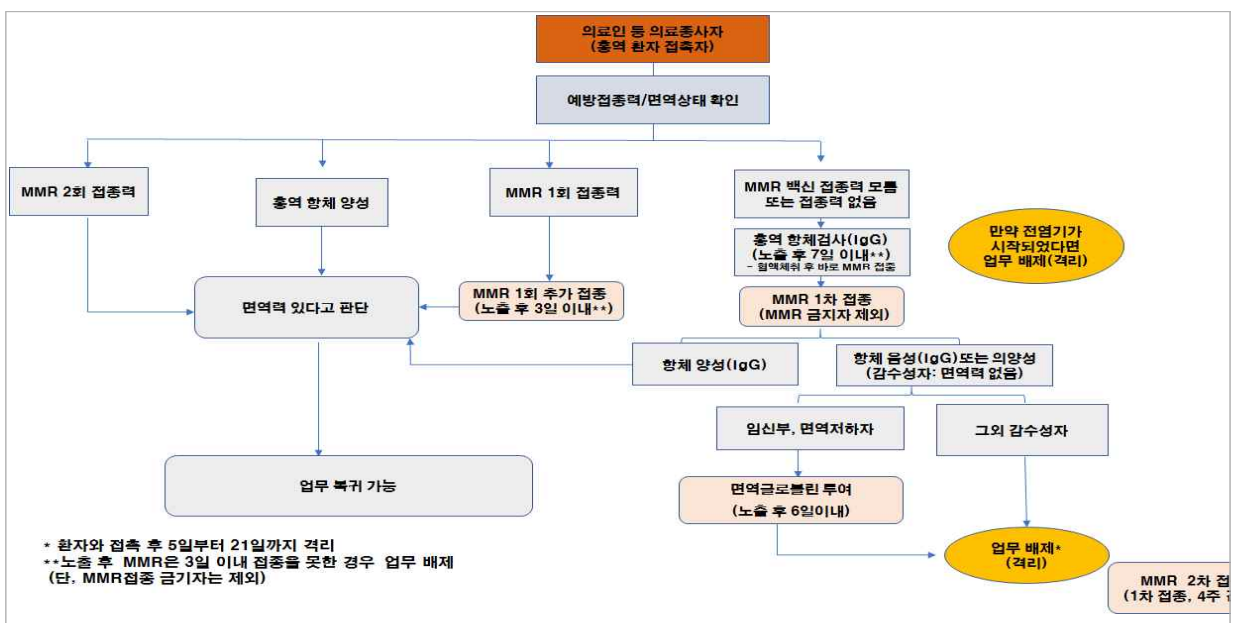 의료인 등 의료종사자
(홍역 환자 접촉자)
예방접종력/면역상태 확인
MMR 2회 접종력
홍역 항체 양성
MMR 1회 접종력
MMR 백신 접종력 모름
또는 접종력 없음
홍역 항체검사(IgG)
(노출 후 7일 이내**)
- 혈액체취 후 바로 MMR 접종
만약 전염기가
시작되었다면
업무 배제(격리)
면역력 있다고 판단
MMR 1회 추가 접종
(노출 후 3일 이내**)
MMR 1차 접종
(MMR 금지자 제외)
항체 양성(IgG)
항체 음성(IgG)또는 의양성
(감수성자: 면역력 없음)
임신부, 면역저하자
그외 감수성자
업무 복귀 가능
면역글로불린 투여
(노출 후 6일이내)
업무 배제*
(격리)
MMR 2차 접
(1차 접종, 4주
* 환자와 접촉 후 5일부터 21일까지 격리
**노출 후 MMR은 3일 이내 접종을 못한 경우 업무 배제
(단, MMR접종 금기자는 제외)